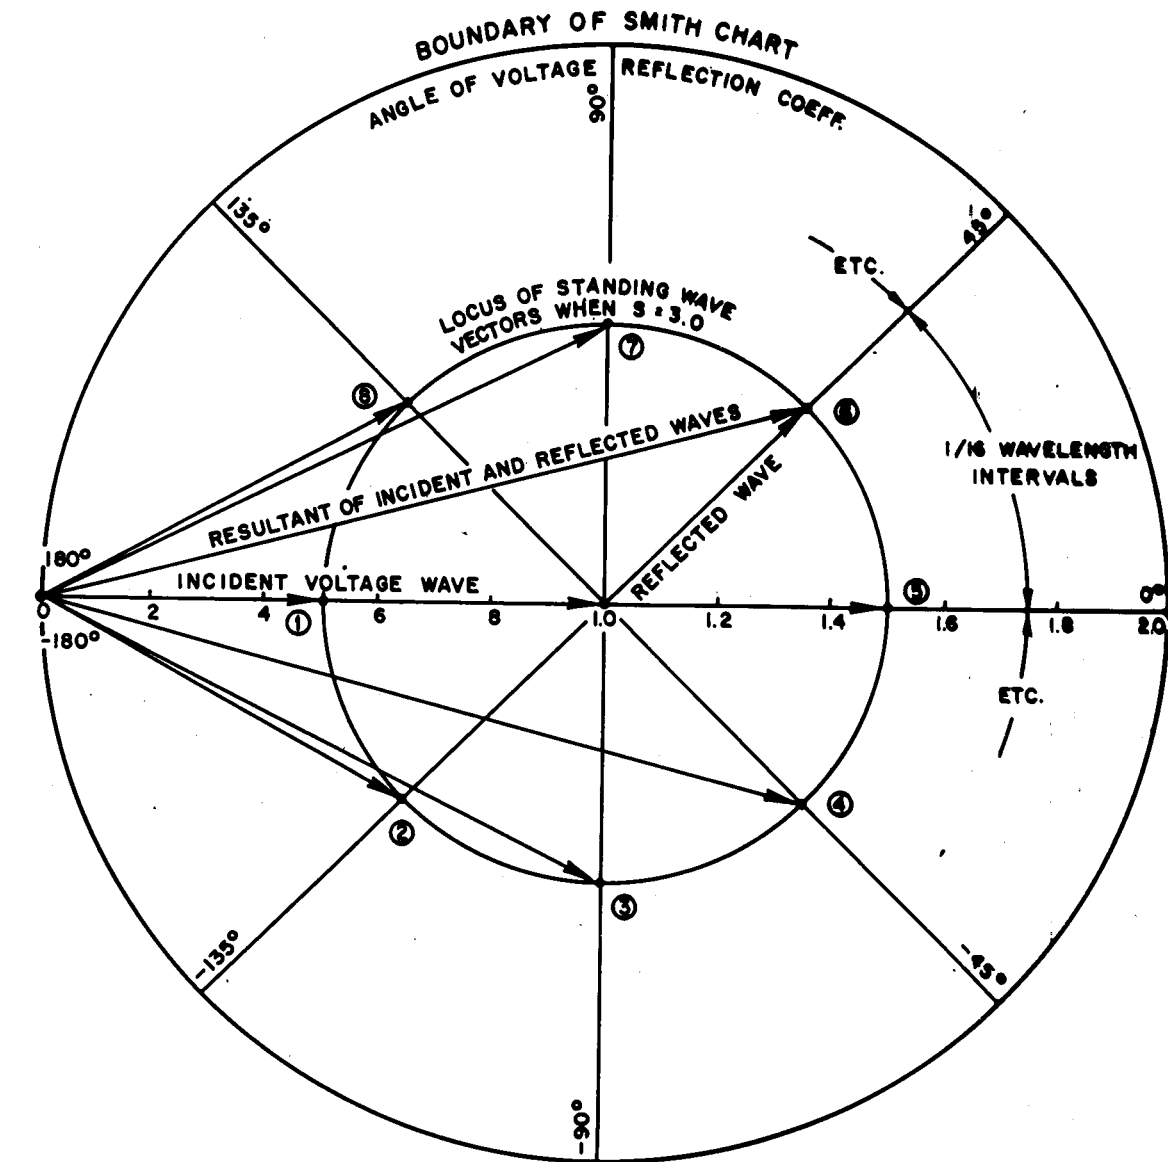 BOUNDARY OF SMITH CHART
ANGLE OF VOLTAGE REFLECTION COEFF.
90°
135°
45°
ETC.
LOCUS OF STANDING WAVE
VECTORS WHEN S = 3.0
⑦
⑧
⑥
RESULTANT OF INCIDENT AND REFLECTED WAVES
REFLECTED WAVE
1/16 WAVELENGTH
INTERVALS
180°
INCIDENT VOLTAGE WAVE
⑤
0°
0 2 4 6 8 1.0 1.2 1.4 1.6 1.8 2.0
①
-180°
ETC.
④
②
③
-135°
-45°
-90°